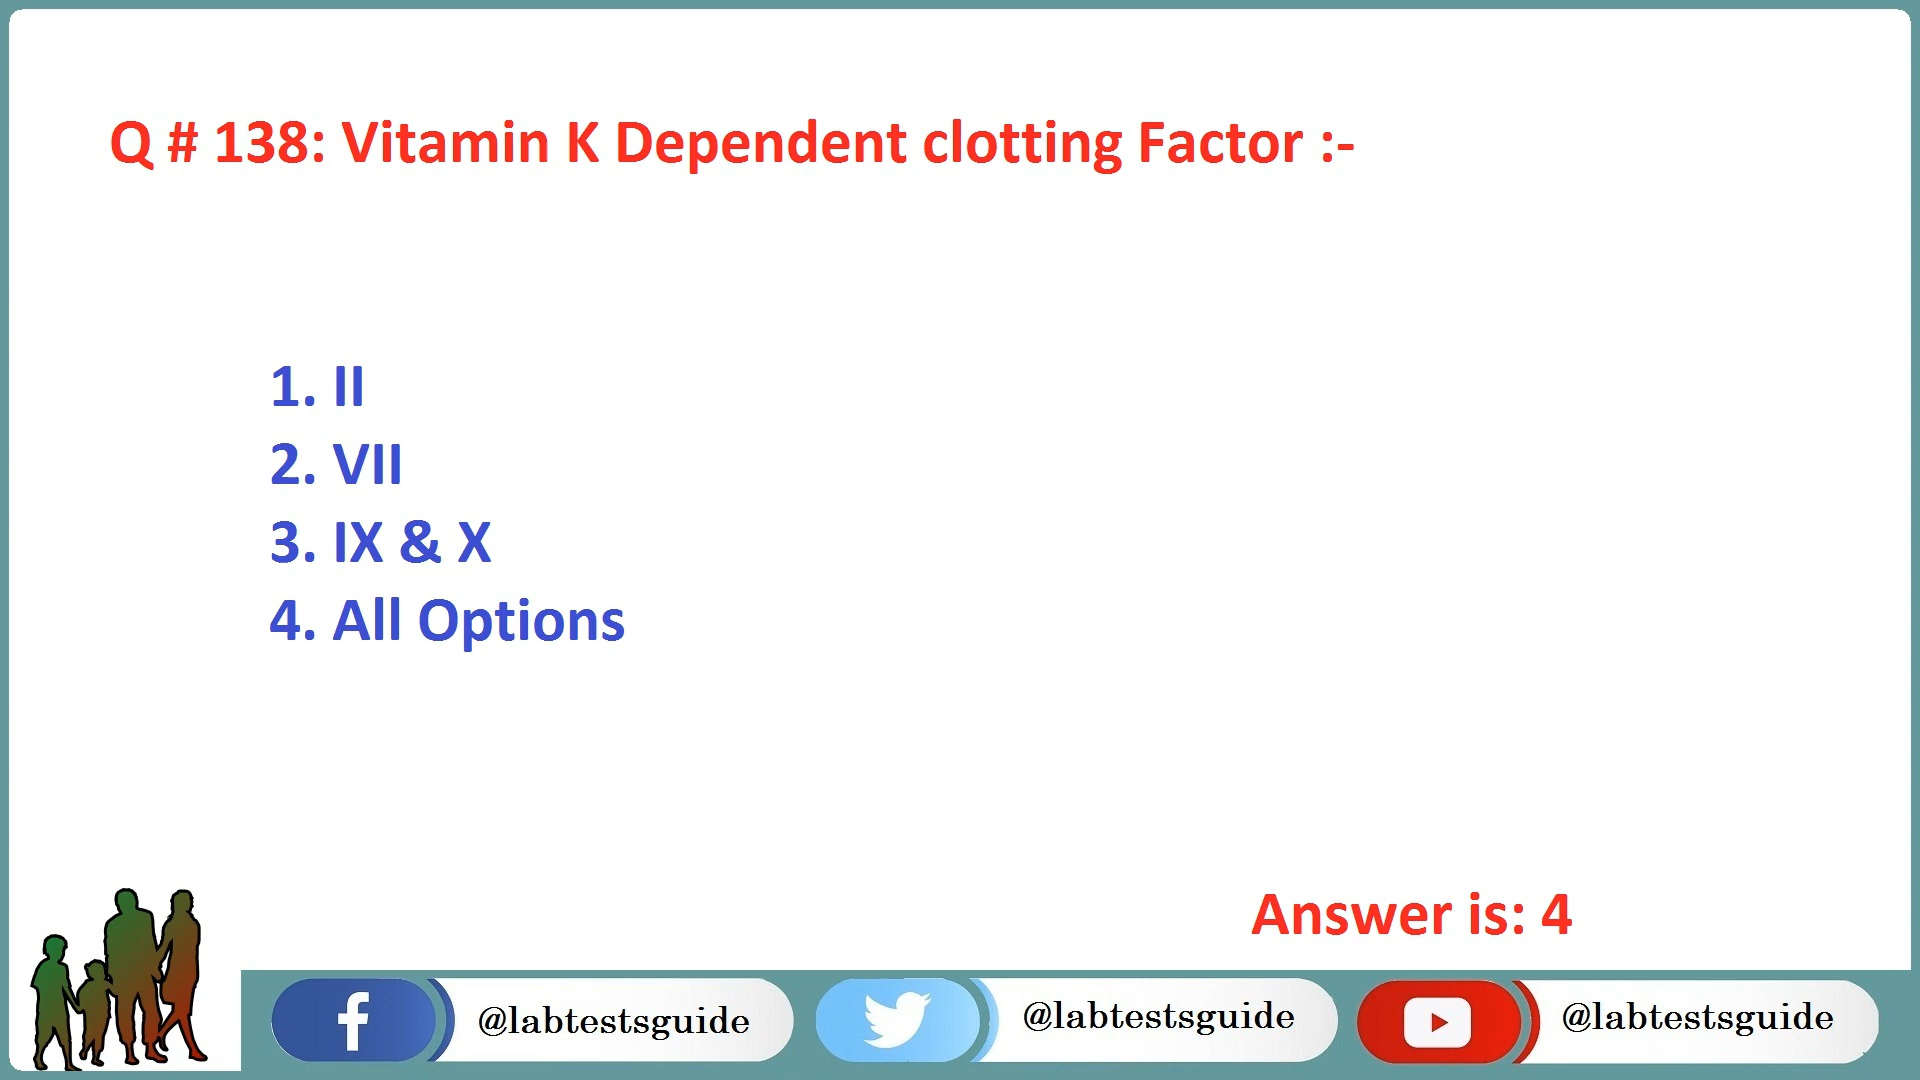 Q # 138: Vitamin K Dependent clotting Factor :-
1. II
2. VII
3. IX & X
4. All Options
Answer is: 4
@labtestsguide
@labtestsguide
@labtestsguide